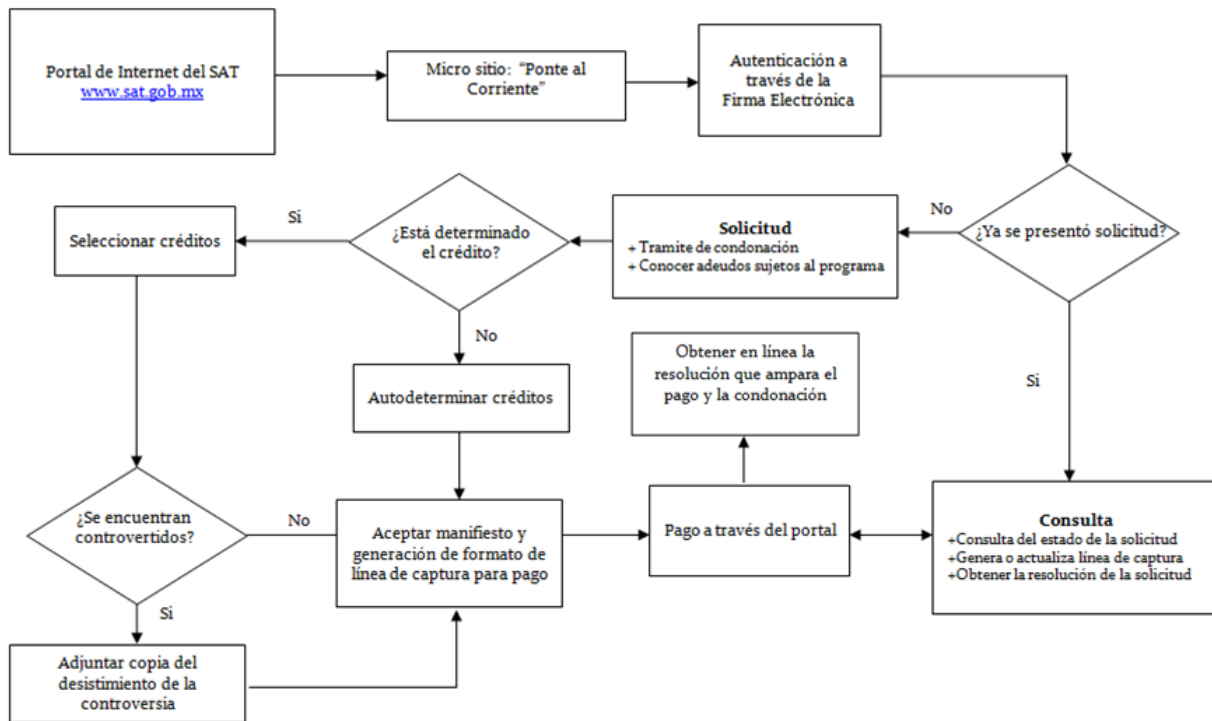 Portal de Internet del SAT
www.sat.gob.mx
Micro sitio: “Ponte al
Corriente”
Autenticación a
través de la
Firma Electrónica
¿Ya se presentó solicitud?
No
Si
Solicitud
+ Tramite de condonación
+ Conocer adeudos sujetos al programa
¿Está determinado
el crédito?
Si
No
Seleccionar créditos
Autodeterminar créditos
Obtener en línea la
resolución que ampara el
pago y la condonación
¿Se encuentran
controvertidos?
No
Si
Aceptar manifiesto y
generación de formato de
línea de captura para pago
Pago a través del portal
Consulta
+Consulta del estado de la solicitud
+Genera o actualiza línea de captura
+Obtener la resolución de la solicitud
Adjuntar copia del
desistimiento de la
controversia